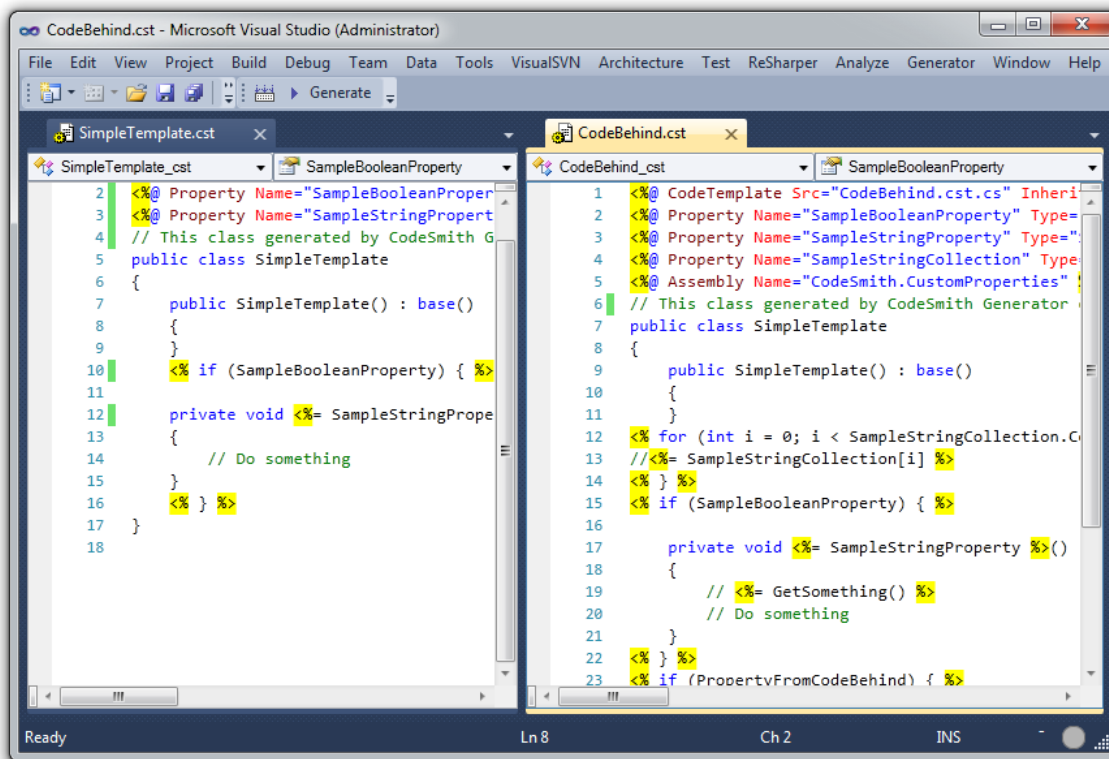 CodeBehind.cst - Microsoft Visual Studio (Administrator)
File Edit View Project Build Debug Team Data Tools VisualSVN Architecture Test ReSharper Analyze Generator Window Help
Generate
SimpleTemplate.cst
SimpleTemplate_cst SampleBooleanProperty
2 <%@ Property Name="SampleBooleanProper
3 <%@ Property Name="SampleStringPropert
4 // This class generated by CodeSmith G
5 public class SimpleTemplate
6 {
7 public SimpleTemplate() : base()
8 {
9 }
10 <% if (SampleBooleanProperty) { %>
11
12 private void <%= SampleStringPrope
13 {
14 // Do something
15 }
16 <% } %>
17 }
18
CodeBehind.cst
CodeBehind_cst SampleBooleanProperty
1 <%@ CodeTemplate Src="CodeBehind.cst.cs" Inheri
2 <%@ Property Name="SampleBooleanProperty" Type=
3 <%@ Property Name="SampleStringProperty" Type="
4 <%@ Property Name="SampleStringCollection" Type
5 <%@ Assembly Name="CodeSmith.CustomProperties"
6 // This class generated by CodeSmith Generator
7 public class SimpleTemplate
8 {
9 public SimpleTemplate() : base()
10 {
11 }
12 <% for (int i = 0; i < SampleStringCollection.Co
13 //<%= SampleStringCollection[i] %>
14 <% } %>
15 <% if (SampleBooleanProperty) { %>
16
17 private void <%= SampleStringProperty %>()
18 {
19 // <%= GetSomething() %>
20 // Do something
21 }
22 <% } %>
23 <% if (PropertyFromCodeBehind) { %>
Ready Ln 8 Ch 2 INS